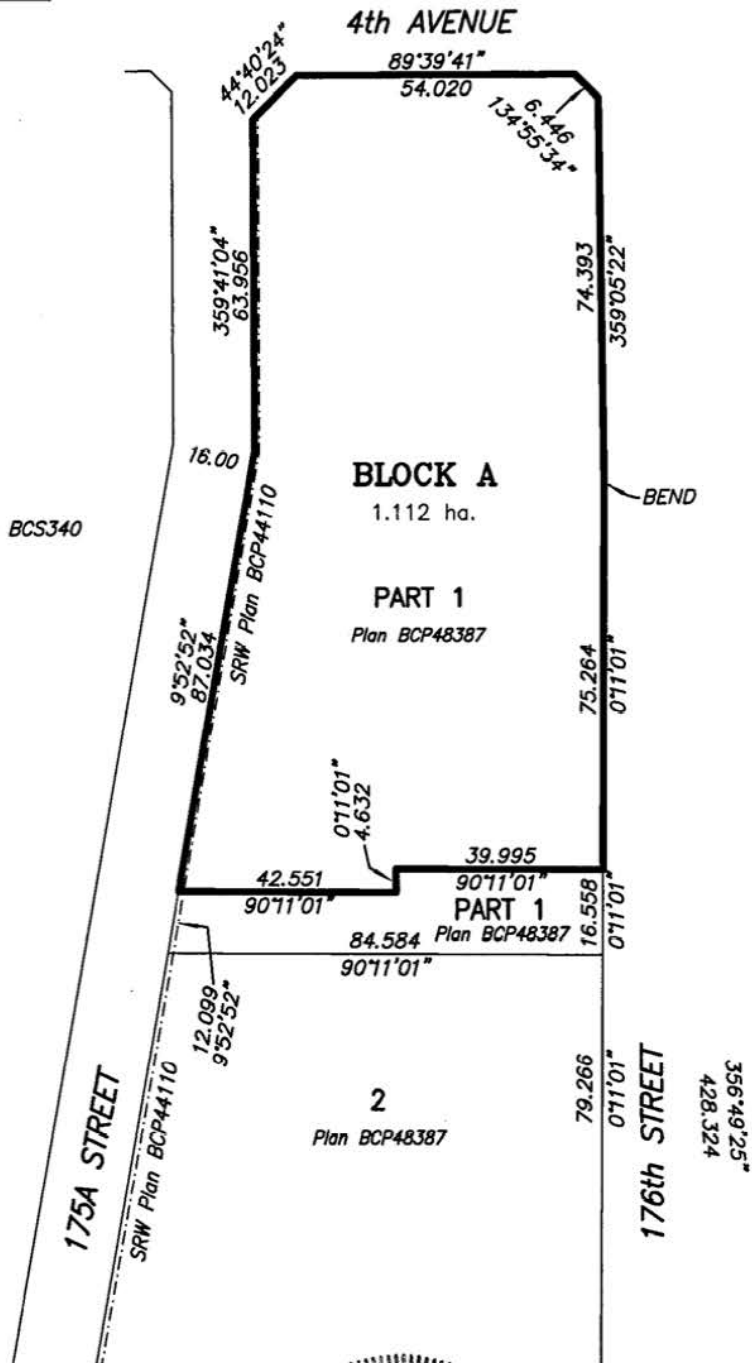 4th AVENUE
89°39'41"
54.020
44°40'24"
12.023
6.446
134°55'34"
359°41'04"
63.956
74.393
359°05'22"
16.00
BLOCK A
1.112 ha.
BEND
BCS340
SRW Plan BCP44110
PART 1
Plan BCP48387
9°52'52"
87.034
75.264
0°11'01"
0°11'01"
4.632
39.995
90°11'01"
42.551
90°11'01"
PART 1
Plan BCP48387
16.558
0°11'01"
84.584
90°11'01"
12.099
9°52'52"
2
Plan BCP48387
79.266
0°11'01"
175A STREET
SRW Plan BCP44110
176th STREET
356°49'25"
428.324